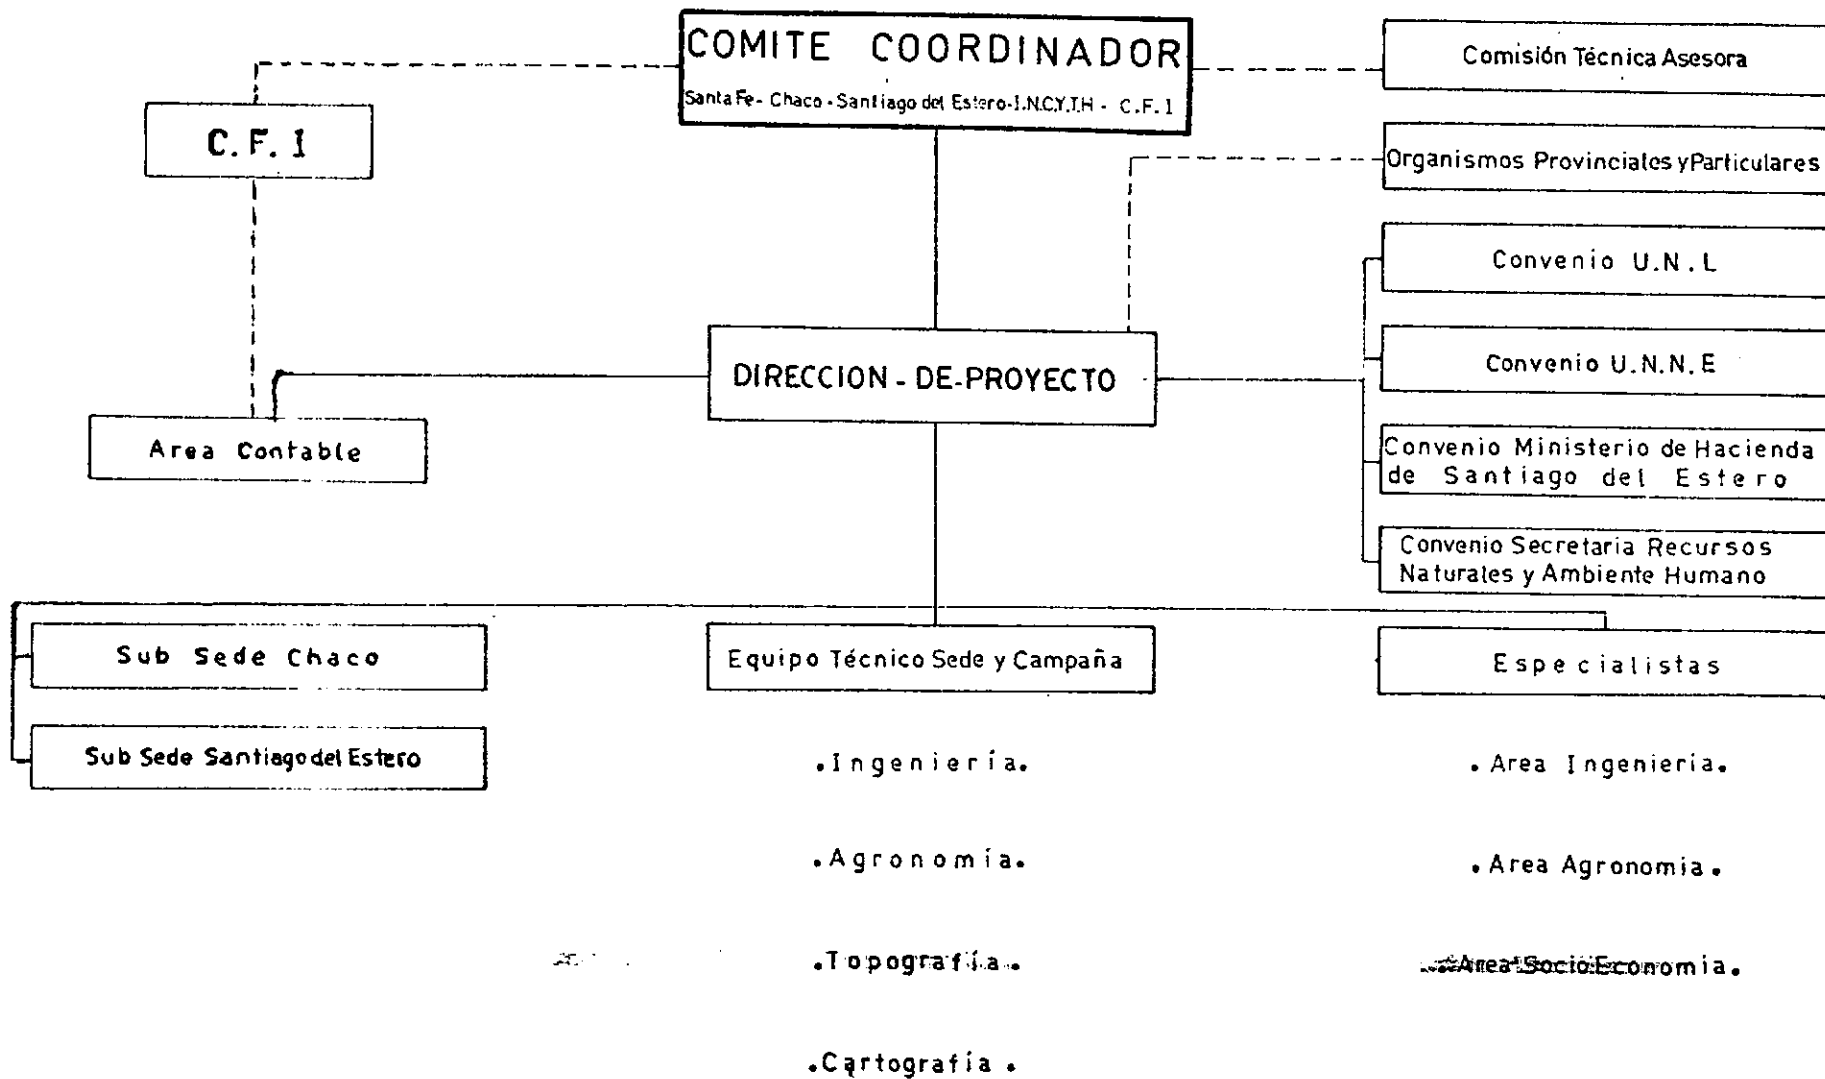 COMITE COORDINADOR
Santa Fe - Chaco - Santiago del Estero - I.N.C.Y.T.H - C.F.I
Comisión Técnica Asesora
C.F.I
Organismos Provinciales y Particulares
Convenio U.N.L
DIRECCION - DE - PROYECTO
Convenio U.N.N.E
Area Contable
Convenio Ministerio de Hacienda
de Santiago del Estero
Convenio Secretaria Recursos
Naturales y Ambiente Humano
Sub Sede Chaco
Equipo Técnico Sede y Campaña
Especialistas
Sub Sede Santiago del Estero
.Ingeniería.
. Area Ingenieria.
.Agronomía.
. Area Agronomia.
.Topografía.
.Area Socio Economia.
.Cartografía .